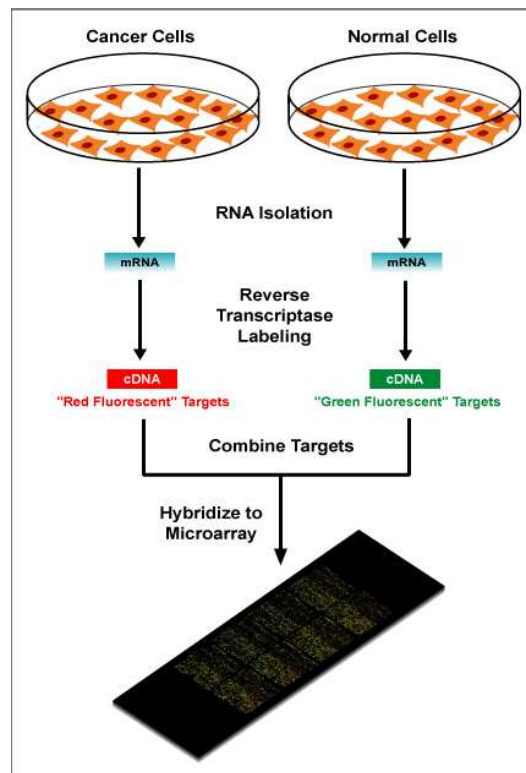 Cancer Cells
Normal Cells
RNA Isolation
mRNA
mRNA
Reverse
Transcriptase
Labeling
cDNA
cDNA
"Red Fluorescent" Targets
"Green Fluorescent" Targets
Combine Targets
Hybridize to
Microarray